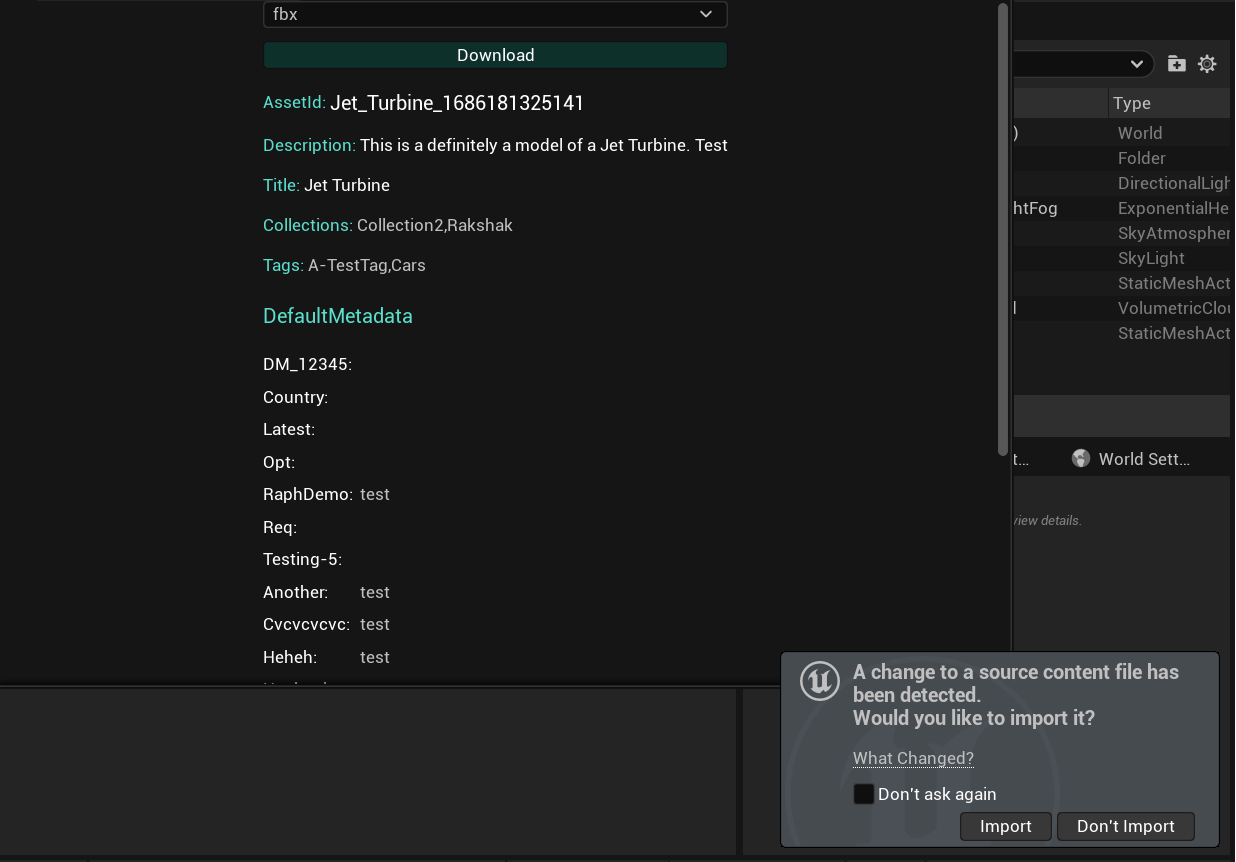 fbx
Download
AssetId: Jet_Turbine_1686181325141
Description: This is a definitely a model of a Jet Turbine. Test
Title: Jet Turbine
Collections: Collection2,Rakshak
Tags: A-TestTag,Cars
DefaultMetadata
DM_12345:
Country:
Latest:
Opt:
RaphDemo: test
Req:
Testing-5:
Another: test
Cvcvcvcvc: test
Heheh: test
Type
) World
Folder
DirectionalLigh
htFog ExponentialHe
SkyAtmospher
SkyLight
StaticMeshAct
VolumetricClou
StaticMeshAct
t... World Sett...
view details.
A change to a source content file has
been detected.
Would you like to import it?
What Changed?
Don't ask again
Import Don't Import